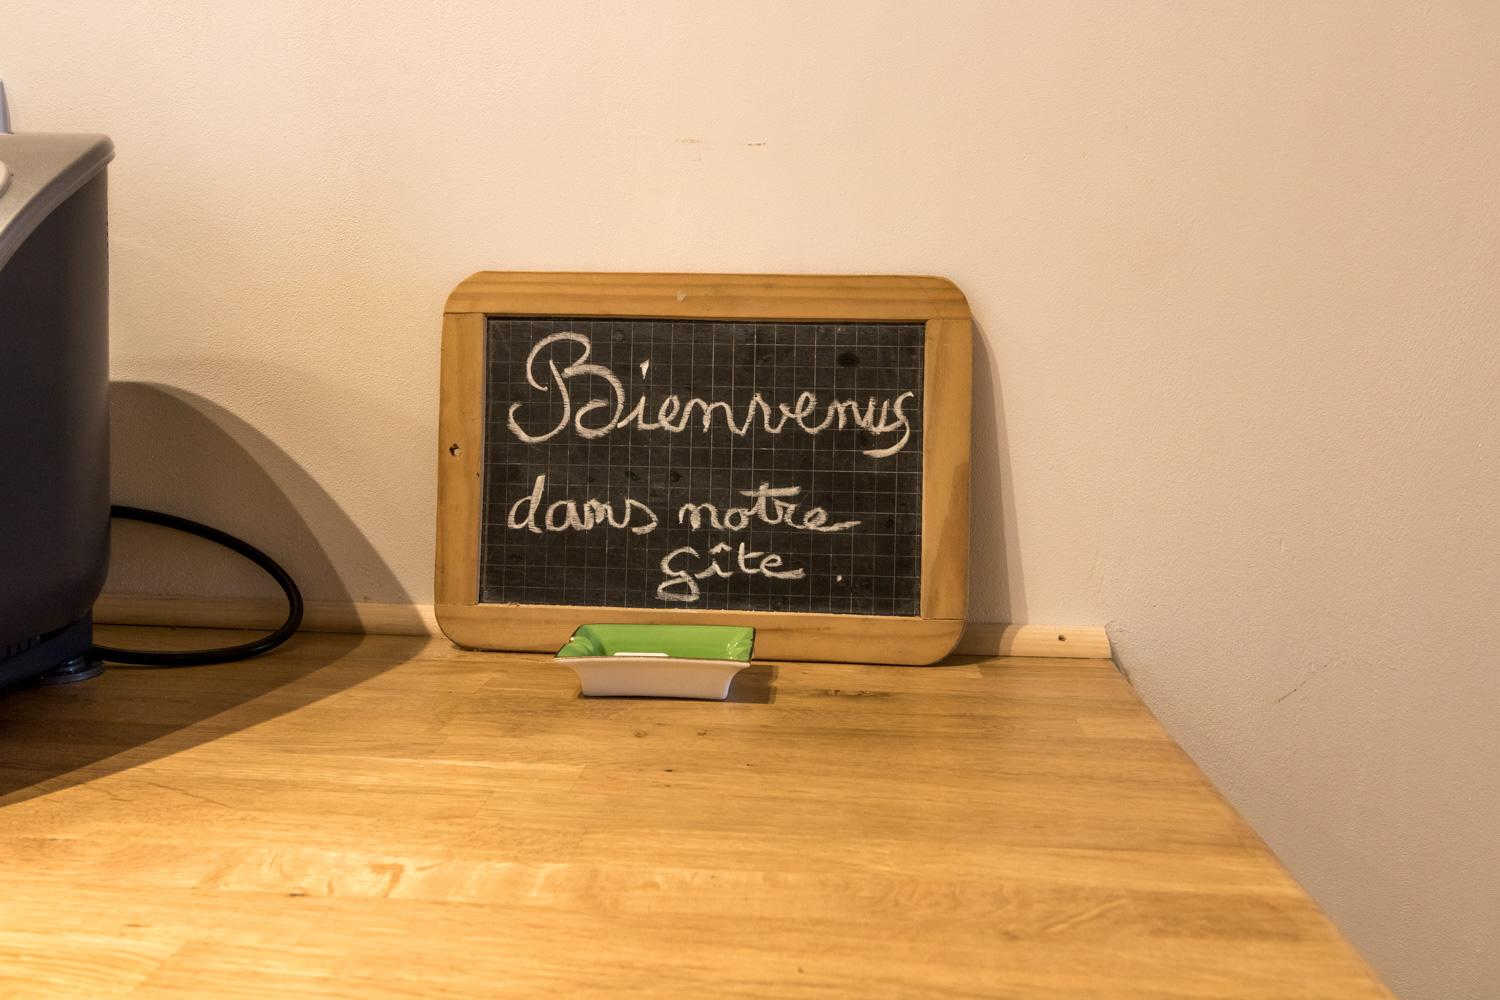 Bienvenus
dans notre
gîte.